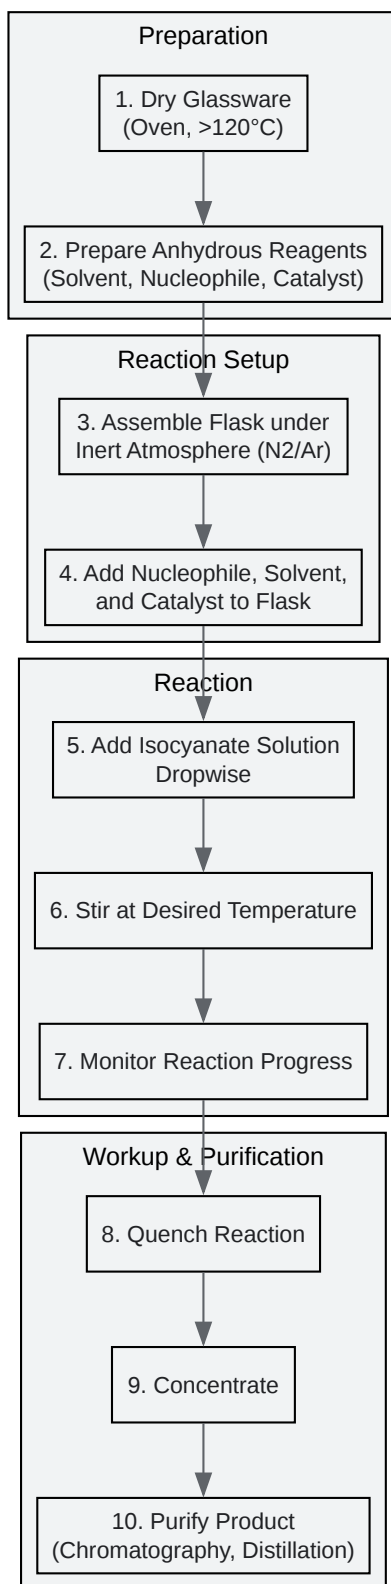 Preparation
1. Dry Glassware
(Oven, >120°C)
2. Prepare Anhydrous Reagents
(Solvent, Nucleophile, Catalyst)
Reaction Setup
3. Assemble Flask under
Inert Atmosphere (N2/Ar)
4. Add Nucleophile, Solvent,
and Catalyst to Flask
Reaction
5. Add Isocyanate Solution
Dropwise
6. Stir at Desired Temperature
7. Monitor Reaction Progress
Workup & Purification
8. Quench Reaction
9. Concentrate
10. Purify Product
(Chromatography, Distillation)